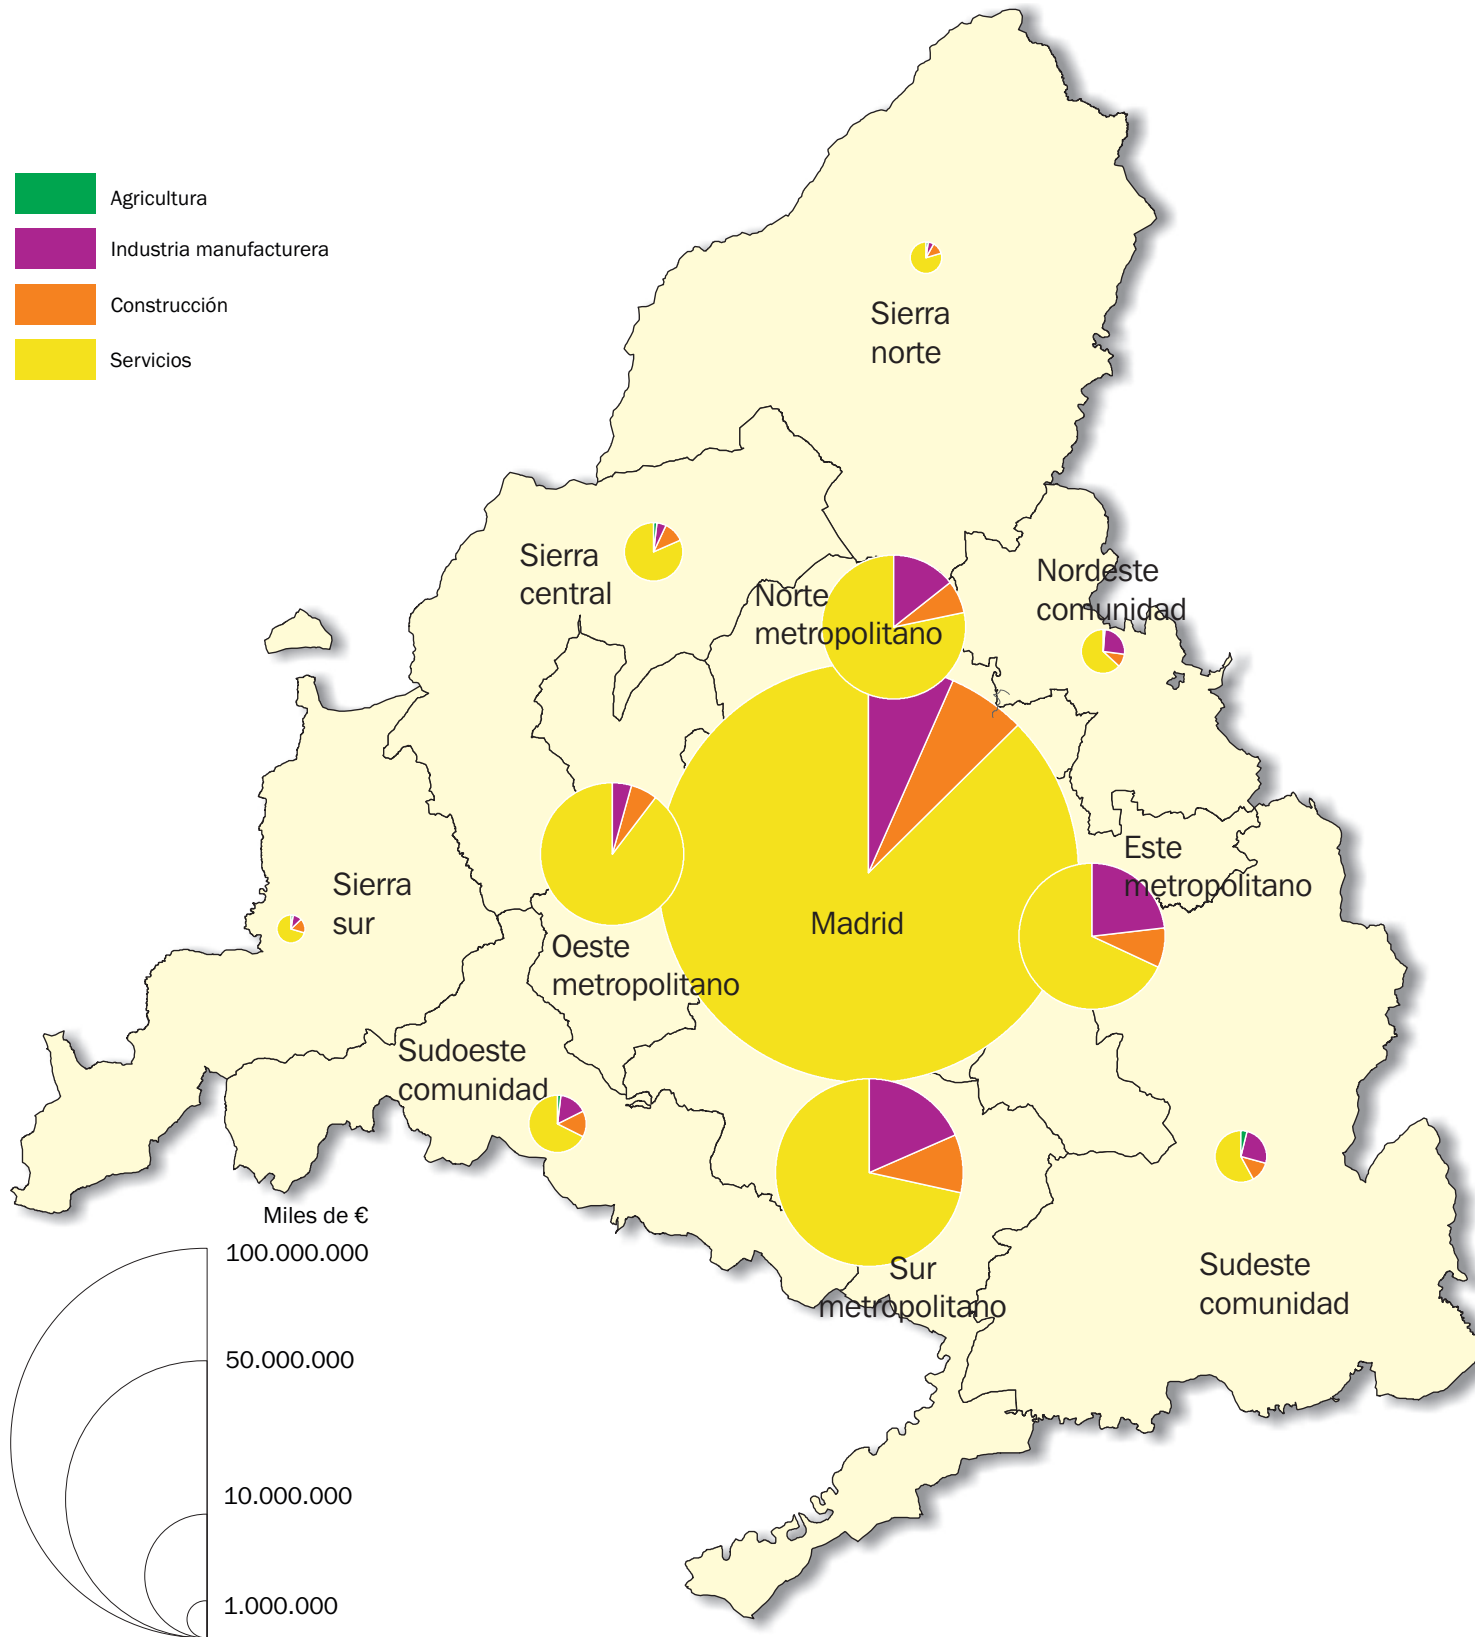 Agricultura
Industria manufacturera
Construcción
Servicios
Sierra
norte
Sierra
central
Norte
metropolitano
Nordeste
comunidad
Este
metropolitano
Madrid
Sierra
sur
Oeste
metropolitano
Sudoeste
comunidad
Sur
metropolitano
Sudeste
comunidad
Miles de €
100.000.000
50.000.000
10.000.000
1.000.000